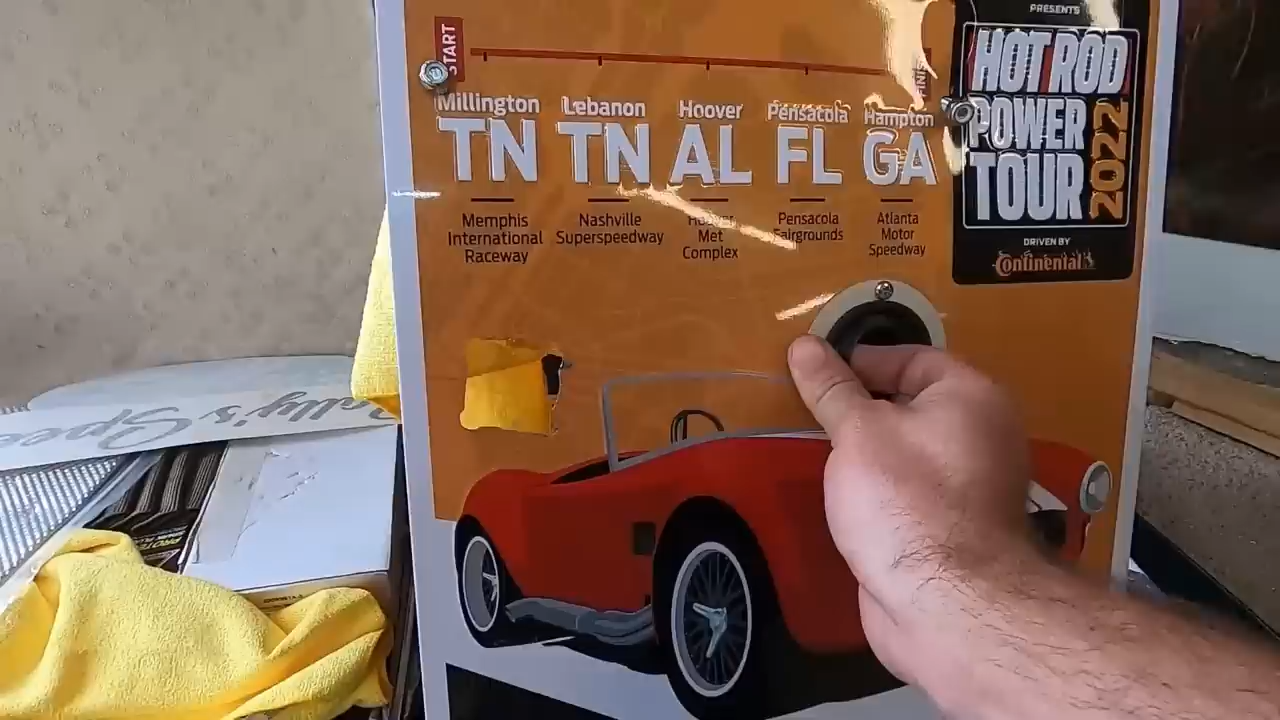 PRESENTS
START
HOT ROD
POWER
TOUR
2022
DRIVEN BY
Continental
Millington
TN
Memphis
International
Raceway
Lebanon
TN
Nashville
Superspeedway
Hoover
AL
Hoover
Met
Complex
Pensacola
FL
Pensacola
Fairgrounds
Hampton
GA
Atlanta
Motor
Speedway